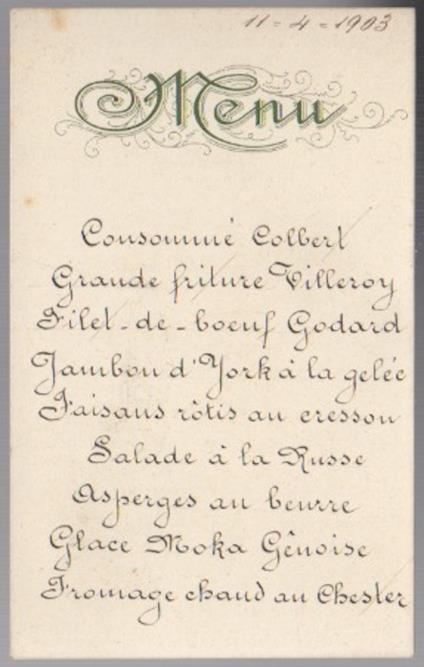 11-4-1903
Menu
Consommé Colbert
Grande friture Villeroy
Filet-de-boeuf Godard
Jambon d'York à la gelée
Faisans rôtis au cresson
Salade à la Russe
Asperges au beurre
Glace Moka Gênoise
Fromage chaud au Chester